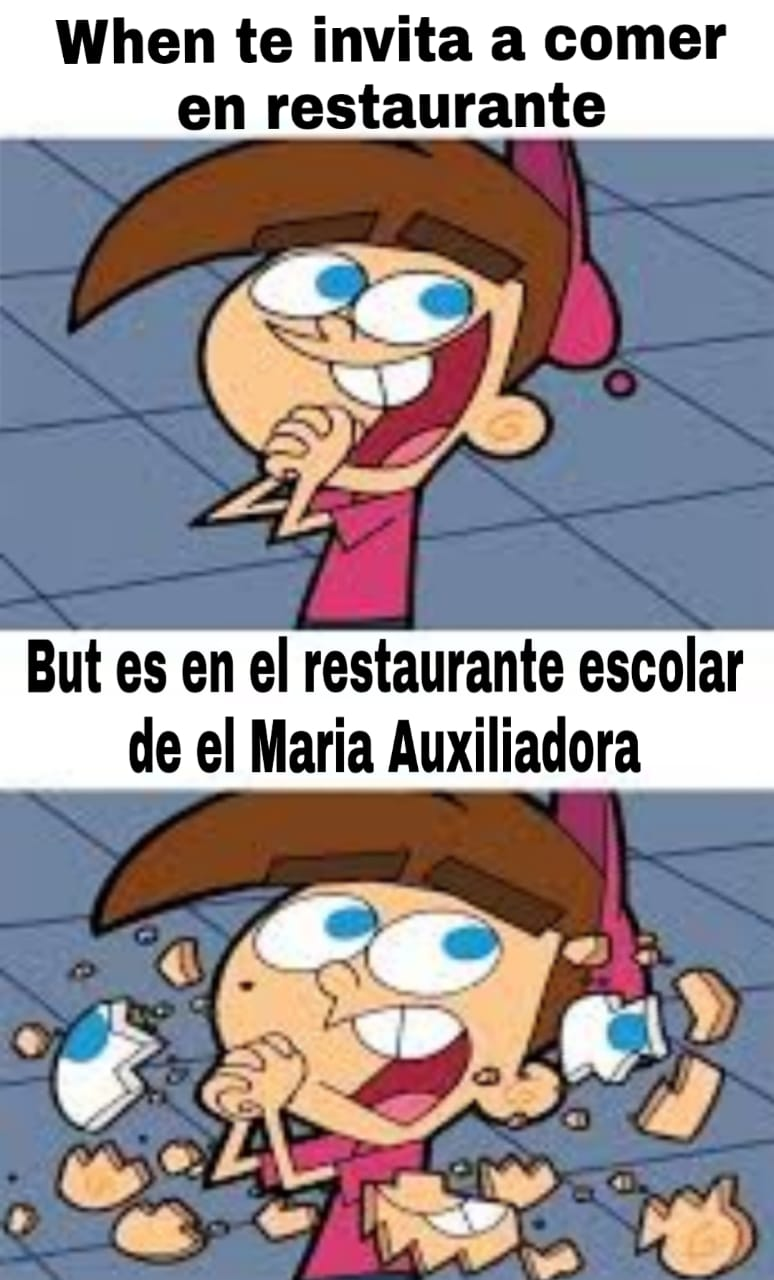 When te invita a comer
en restaurante
But es en el restaurante escolar
de el Maria Auxiliadora